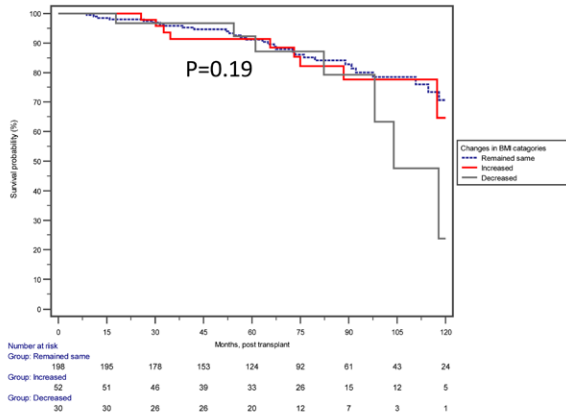 100
90
80
70
60
50
40
30
20
10
0
Survival probability (%)
P=0.19
Changes in BMI catagories
Remained same
Increased
Decreased
0 15 30 45 60 75 90 105 120
Months, post transplant
Number at risk
Group: Remained same
198 195 178 153 124 92 61 43 24
Group: Increased
52 51 46 39 33 26 15 12 5
Group: Decreased
30 30 26 26 20 12 7 3 1